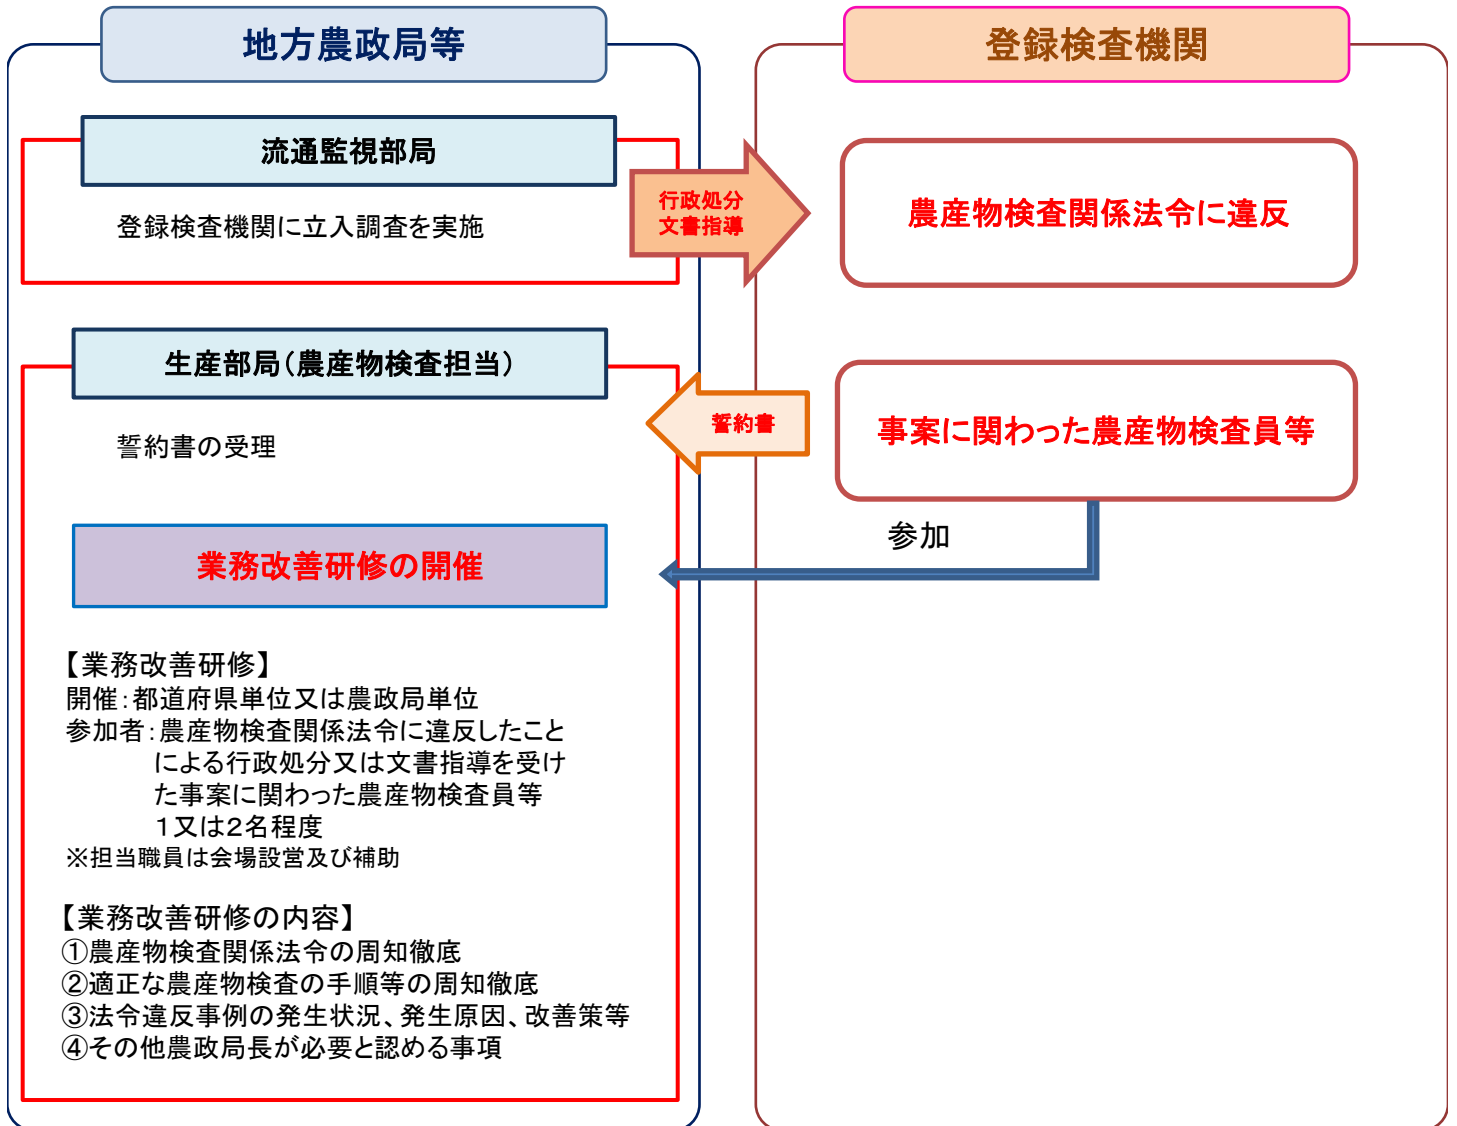 地方農政局等
登録検査機関
流通監視部局
登録検査機関に立入調査を実施
行政処分
文書指導
農産物検査関係法令に違反
生産部局（農産物検査担当）
誓約書の受理
誓約書
事案に関わった農産物検査員等
参加
業務改善研修の開催
【業務改善研修】
開催：都道府県単位又は農政局単位
参加者：農産物検査関係法令に違反したこと
による行政処分又は文書指導を受け
た事案に関わった農産物検査員等
１又は２名程度
※担当職員は会場設営及び補助
【業務改善研修の内容】
①農産物検査関係法令の周知徹底
②適正な農産物検査の手順等の周知徹底
③法令違反事例の発生状況、発生原因、改善策等
④その他農政局長が必要と認める事項